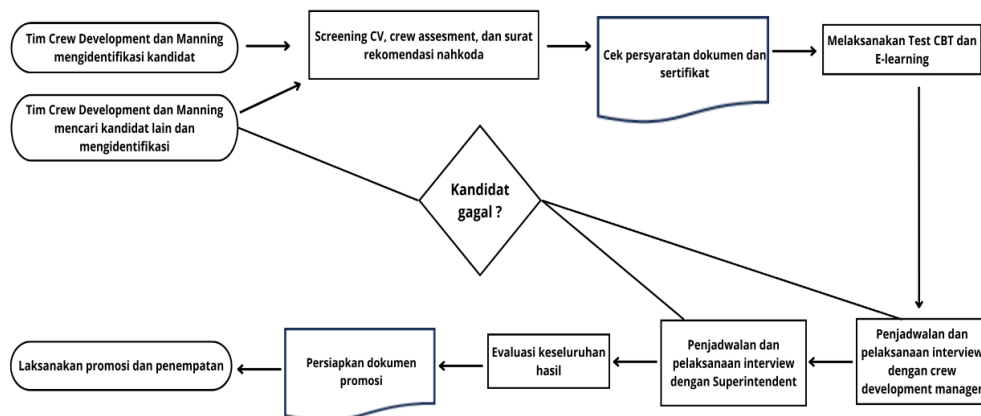 Tim Crew Development dan Manning
mengidentifikasi kandidat
Screening CV, crew assesment, dan surat
rekomendasi nahkoda
Cek persyaratan dokumen dan
sertifikat
Melaksanakan Test CBT dan
E-learning
Tim Crew Development dan Manning
mencari kandidat lain dan
mengidentifikasi
Kandidat
gagal ?
Laksanakan promosi dan penempatan
Persiapkan dokumen
promosi
Evaluasi keseluruhan
hasil
Penjadwalan dan
pelaksanaan interview
dengan Superintendent
Penjadwalan dan
pelaksanaan interview
dengan crew
development manager